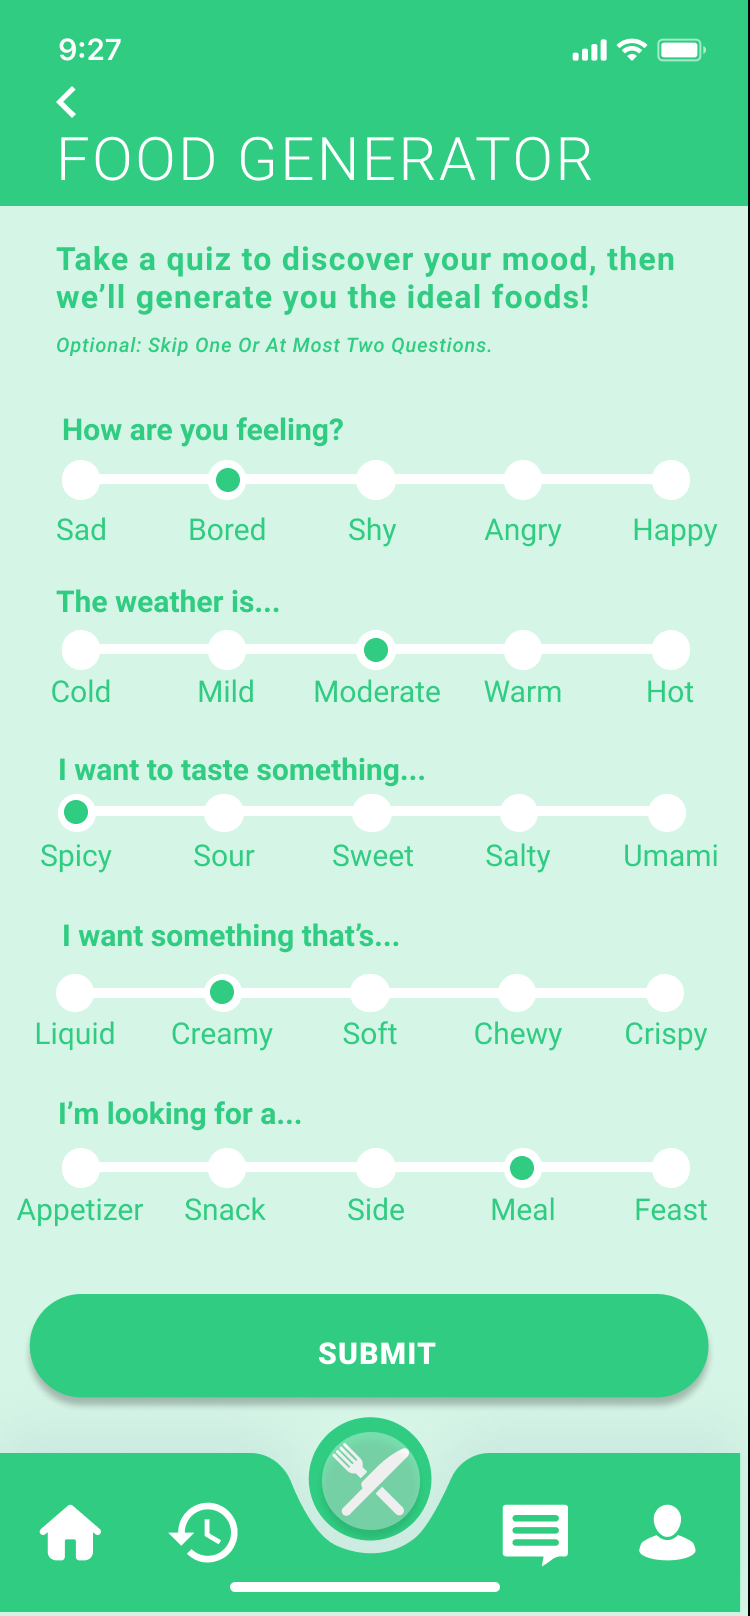 9:27
FOOD GENERATOR
Take a quiz to discover your mood, then
we’ll generate you the ideal foods!
Optional: Skip One Or At Most Two Questions.
How are you feeling?
Sad Bored Shy Angry Happy
The weather is...
Cold Mild Moderate Warm Hot
I want to taste something...
Spicy Sour Sweet Salty Umami
I want something that’s...
Liquid Creamy Soft Chewy Crispy
I’m looking for a...
Appetizer Snack Side Meal Feast
SUBMIT